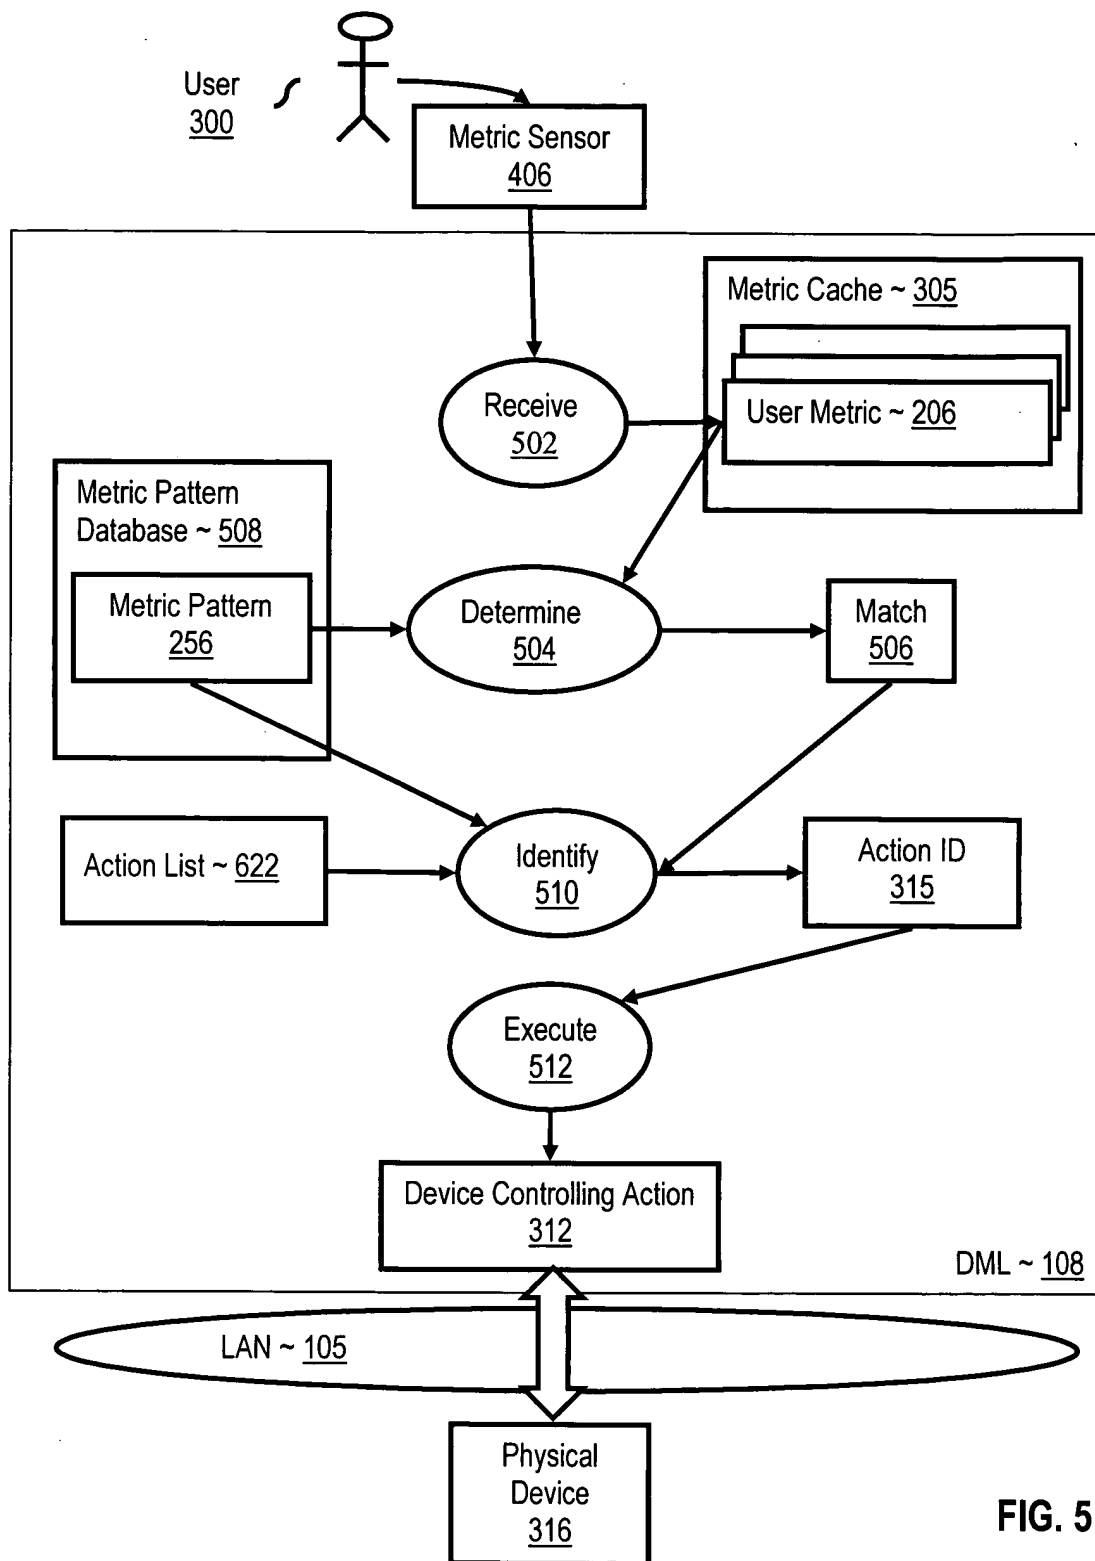 User
300
Metric Sensor
406
Metric Cache ~ 305
User Metric ~ 206
Receive
502
Metric Pattern
Database ~ 508
Metric Pattern
256
Determine
504
Match
506
Action List ~ 622
Identify
510
Action ID
315
Execute
512
Device Controlling Action
312
DML ~ 108
LAN ~ 105
Physical
Device
316
FIG. 5